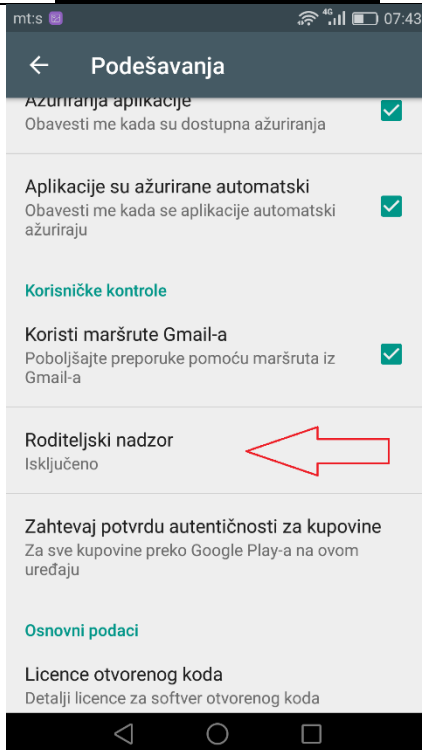 mt:s 4G 07:43
Podešavanja
Ažuriranja aplikacije
Obavesti me kada su dostupna ažuriranja
Aplikacije su ažurirane automatski
Obavesti me kada se aplikacije automatski
ažuriraju
Korisničke kontrole
Koristi maršrute Gmail-a
Poboljšajte preporuke pomoću maršruta iz
Gmail-a
Roditeljski nadzor
Isključeno
Zahtevaj potvrdu autentičnosti za kupovine
Za sve kupovine preko Google Play-a na ovom
uređaju
Osnovni podaci
Licence otvorenog koda
Detalji licence za softver otvorenog koda